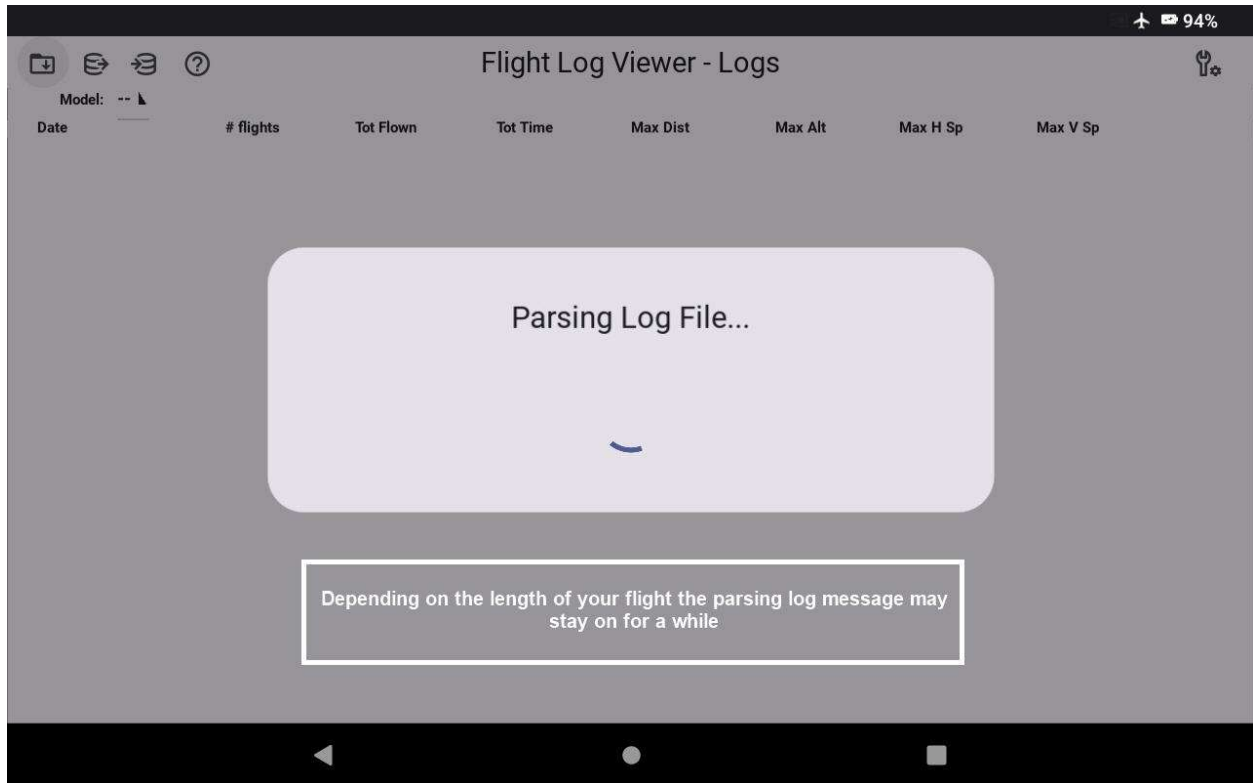 94%
Flight Log Viewer - Logs
Model: --
Date # flights Tot Flown Tot Time Max Dist Max Alt Max H Sp Max V Sp
Parsing Log File...
Depending on the length of your flight the parsing log message may
stay on for a while